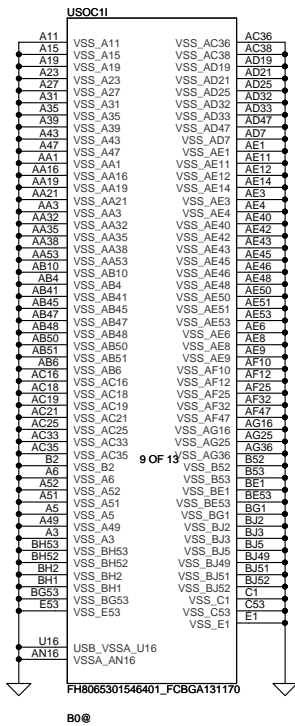 USOC1I
A11 VSS_A11 VSS_AC36 AC36
A15 VSS_A15 VSS_AC38 AC38
A19 VSS_A19 VSS_AD19 AD19
A23 VSS_A23 VSS_AD21 AD21
A27 VSS_A27 VSS_AD25 AD25
A31 VSS_A31 VSS_AD32 AD32
A35 VSS_A35 VSS_AD33 AD33
A39 VSS_A39 VSS_AD47 AD47
A43 VSS_A43 VSS_AD7 AD7
A47 VSS_A47 VSS_AE1 AE1
AA1 VSS_AA1 VSS_AE11 AE11
AA16 VSS_AA16 VSS_AE12 AE12
AA19 VSS_AA19 VSS_AE14 AE14
AA21 VSS_AA21 VSS_AE3 AE3
AA3 VSS_AA3 VSS_AE4 AE4
AA32 VSS_AA32 VSS_AE40 AE40
AA35 VSS_AA35 VSS_AE42 AE42
AA38 VSS_AA38 VSS_AE43 AE43
AA53 VSS_AA53 VSS_AE45 AE45
AB10 VSS_AB10 VSS_AE46 AE46
AB4 VSS_AB4 VSS_AE48 AE48
AB41 VSS_AB41 VSS_AE50 AE50
AB45 VSS_AB45 VSS_AE51 AE51
AB47 VSS_AB47 VSS_AE53 AE53
AB48 VSS_AB48 VSS_AE6 AE6
AB50 VSS_AB50 VSS_AE8 AE8
AB51 VSS_AB51 VSS_AE9 AE9
AB6 VSS_AB6 VSS_AF10 AF10
AC16 VSS_AC16 VSS_AF12 AF12
AC18 VSS_AC18 VSS_AF25 AF25
AC19 VSS_AC19 VSS_AF32 AF32
AC21 VSS_AC21 VSS_AF47 AF47
AC25 VSS_AC25 VSS_AG16 AG16
AC33 VSS_AC33 VSS_AG25 AG25
AC35 VSS_AC35 9 OF 13 VSS_AG36 AG36
B2 VSS_B2 VSS_B52 B52
A6 VSS_A6 VSS_B53 B53
A52 VSS_A52 VSS_BE1 BE1
A51 VSS_A51 VSS_BE53 BE53
A5 VSS_A5 VSS_BG1 BG1
A49 VSS_A49 VSS_BJ2 BJ2
A3 VSS_A3 VSS_BJ3 BJ3
BH53 VSS_BH53 VSS_BJ5 BJ5
BH52 VSS_BH52 VSS_BJ49 BJ49
BH2 VSS_BH2 VSS_BJ51 BJ51
BH1 VSS_BH1 VSS_BJ52 BJ52
BG53 VSS_BG53 VSS_C1 C1
E53 VSS_E53 VSS_C53 C53
VSS_E1 E1
U16 USB_VSSA_U16
AN16 VSSA_AN16
FH8065301546401_FCBGA131170
B0@